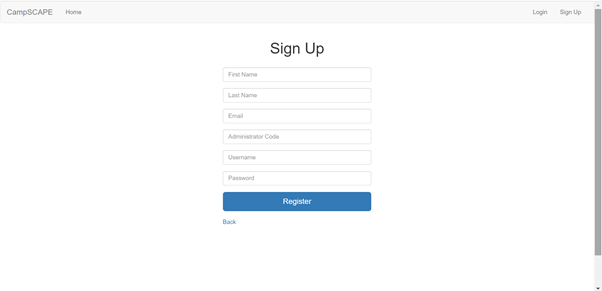 CampSCAPE Home Login Sign Up
Sign Up
First Name
Last Name
Email
Administrator Code
Username
Password
Register
Back